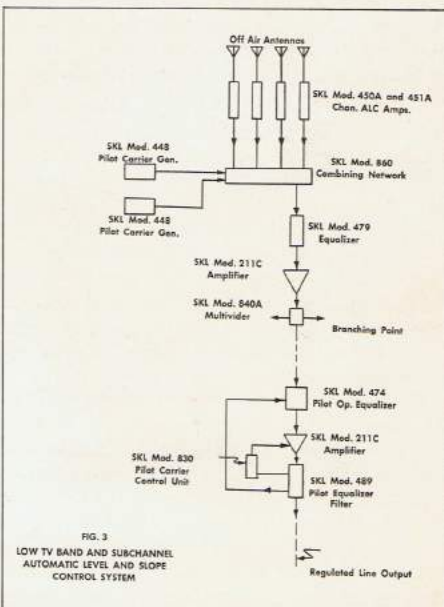 Off Air Antennas
SKL Mod. 450A and 451A
Chan. ALC Amps.
SKL Mod. 448
Pilot Carrier Gen.
SKL Mod. 860
Combining Network
SKL Mod. 448
Pilot Carrier Gen.
SKL Mod. 479
Equalizer
SKL Mod. 211C
Amplifier
SKL Mod. 840A
Multivider
Branching Point
SKL Mod. 474
Pilot Op. Equalizer
SKL Mod. 211C
Amplifier
SKL Mod. 830
Pilot Carrier
Control Unit
SKL Mod. 489
Pilot Equalizer
Filter
FIG. 3
LOW TV BAND AND SUBCHANNEL
AUTOMATIC LEVEL AND SLOPE
CONTROL SYSTEM
Regulated Line Output